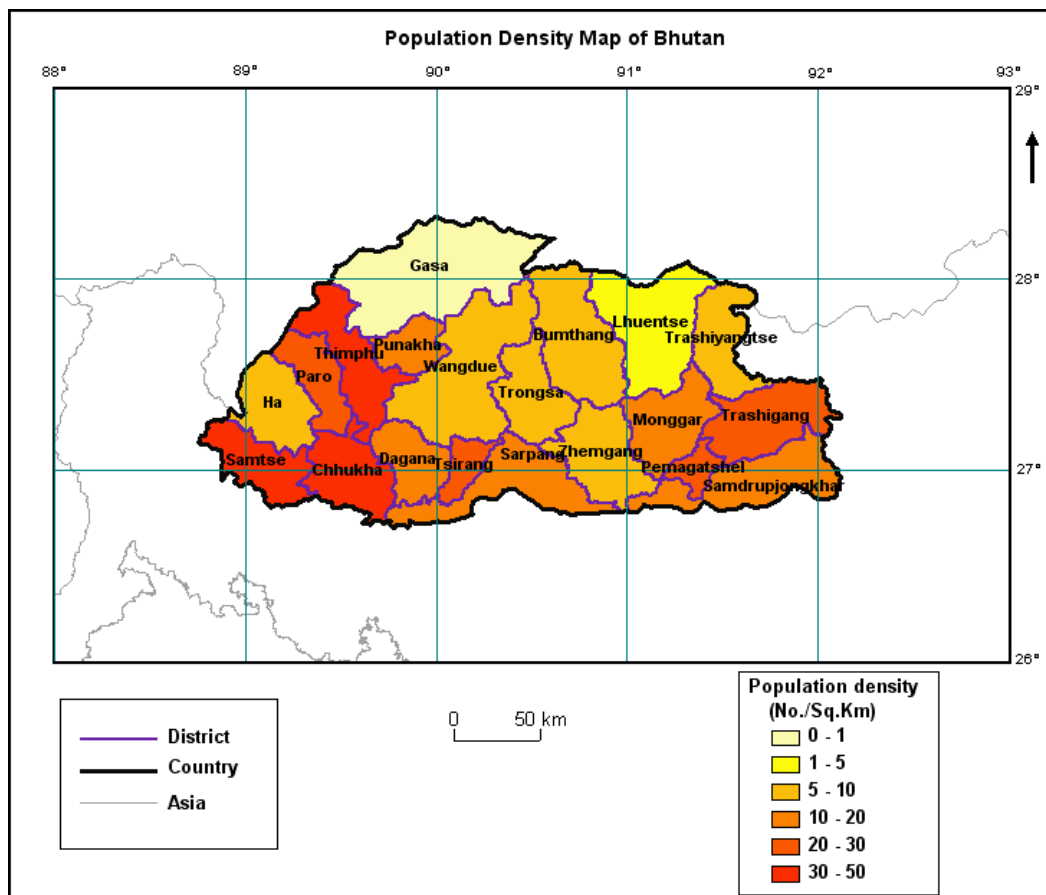 Population Density Map of Bhutan
88° 89° 90° 91° 92° 93°
29°
Gasa
28°
Lhuentse
Bumthang
Trashiyangtse
Punakha
Thimphu
Wangdue
Paro
Trongsa
Ha
Monggar
Trashigang
Sarpang
Zhemgang
Dagana
Samtse
Tsirang
Chhukha
Pemagatshel
27°
Samdrupjongkhar
26°
District
Country
Asia
0 50 km
Population density
(No./Sq.Km)
0 - 1
1 - 5
5 - 10
10 - 20
20 - 30
30 - 50